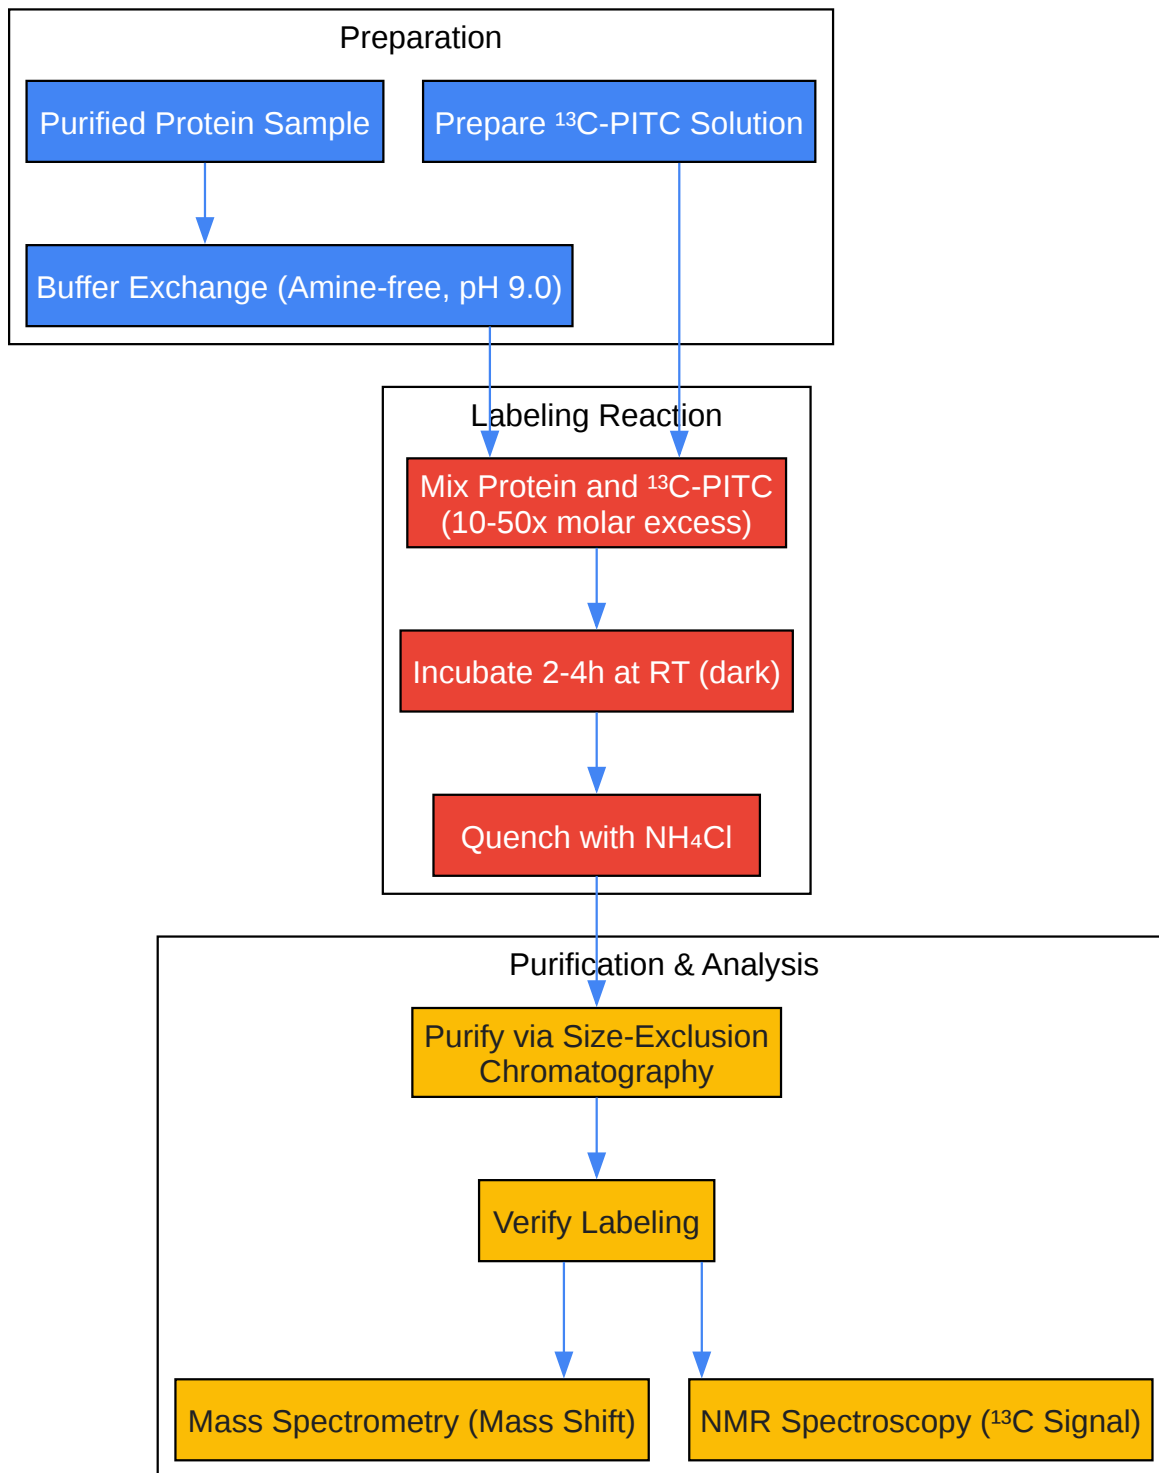 Preparation
Purified Protein Sample
Prepare ¹³C-PITC Solution
Buffer Exchange (Amine-free, pH 9.0)
Labeling Reaction
Mix Protein and ¹³C-PITC
(10-50x molar excess)
Incubate 2-4h at RT (dark)
Quench with NH₄Cl
Purification & Analysis
Purify via Size-Exclusion
Chromatography
Verify Labeling
Mass Spectrometry (Mass Shift)
NMR Spectroscopy (¹³C Signal)